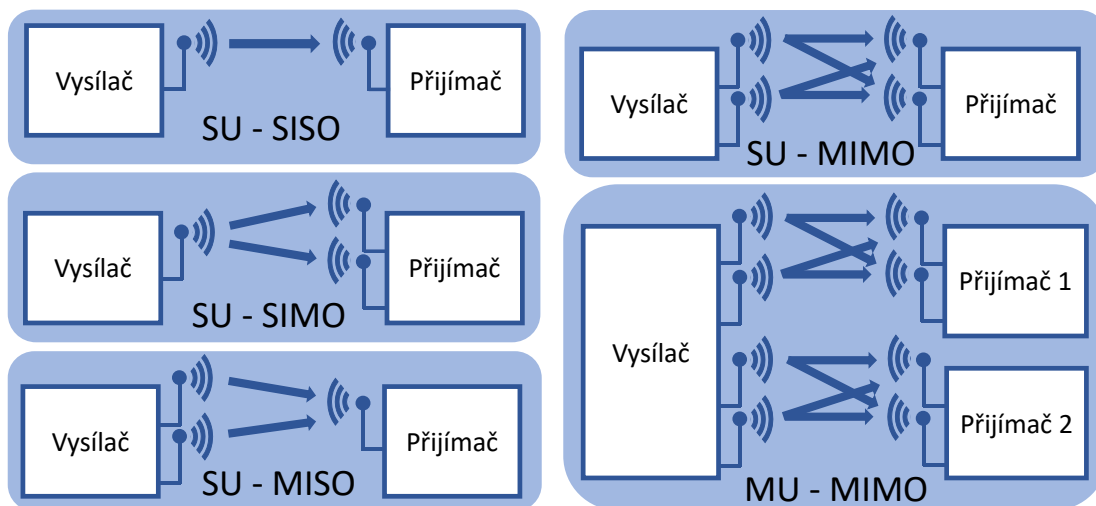 Vysílač
Přijímač
SU - SISO
Vysílač
Přijímač
SU - SIMO
Vysílač
Přijímač
SU - MISO
Vysílač
Přijímač
SU - MIMO
Vysílač
Přijímač 1
Přijímač 2
MU - MIMO